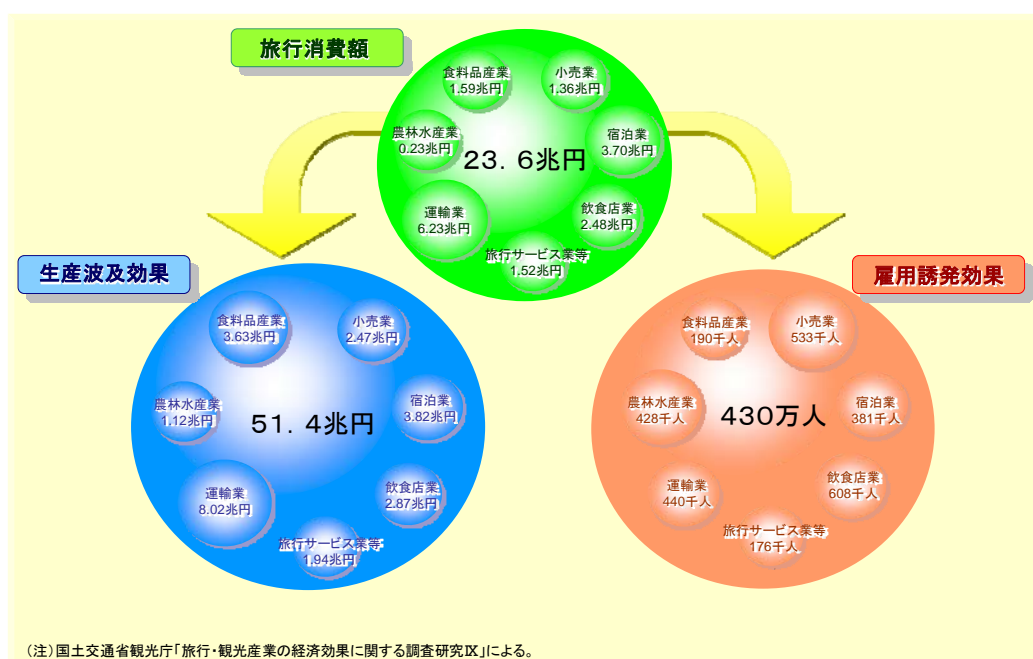 旅行消費額
食料品産業
1.59兆円
小売業
1.36兆円
農林水産業
0.23兆円
宿泊業
3.70兆円
23.6兆円
運輸業
6.23兆円
飲食店業
2.48兆円
旅行サービス業等
1.52兆円
生産波及効果
食料品産業
3.63兆円
小売業
2.47兆円
農林水産業
1.12兆円
宿泊業
3.82兆円
51.4兆円
運輸業
8.02兆円
飲食店業
2.87兆円
旅行サービス業等
1.94兆円
雇用誘発効果
食料品産業
190千人
小売業
533千人
農林水産業
428千人
宿泊業
381千人
430万人
運輸業
440千人
飲食店業
608千人
旅行サービス業等
176千人
(注)国土交通省観光庁「旅行・観光産業の経済効果に関する調査研究Ⅸ」による。